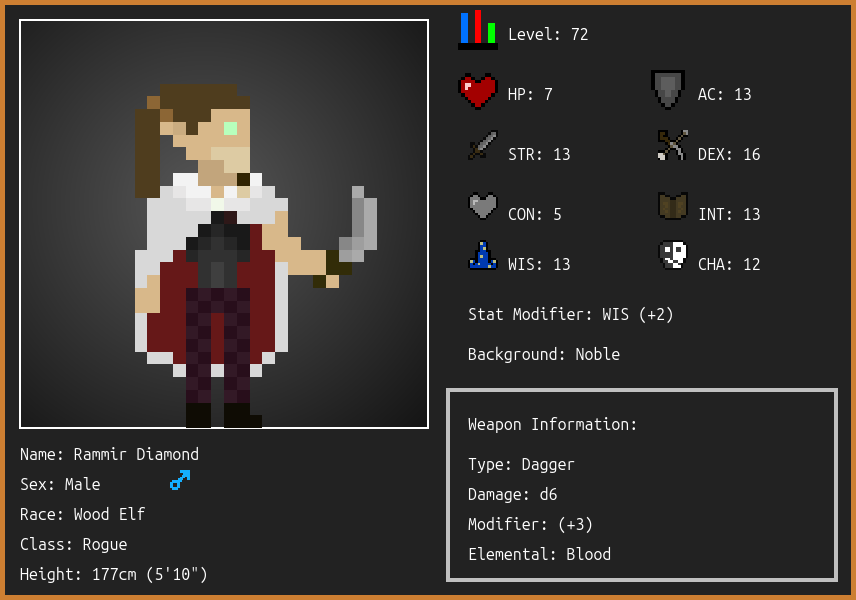 Level: 72
HP: 7
AC: 13
STR: 13
DEX: 16
CON: 5
INT: 13
WIS: 13
CHA: 12
Stat Modifier: WIS (+2)
Background: Noble
Weapon Information:
Type: Dagger
Damage: d6
Modifier: (+3)
Elemental: Blood
Name: Rammir Diamond
Sex: Male
Race: Wood Elf
Class: Rogue
Height: 177cm (5'10")